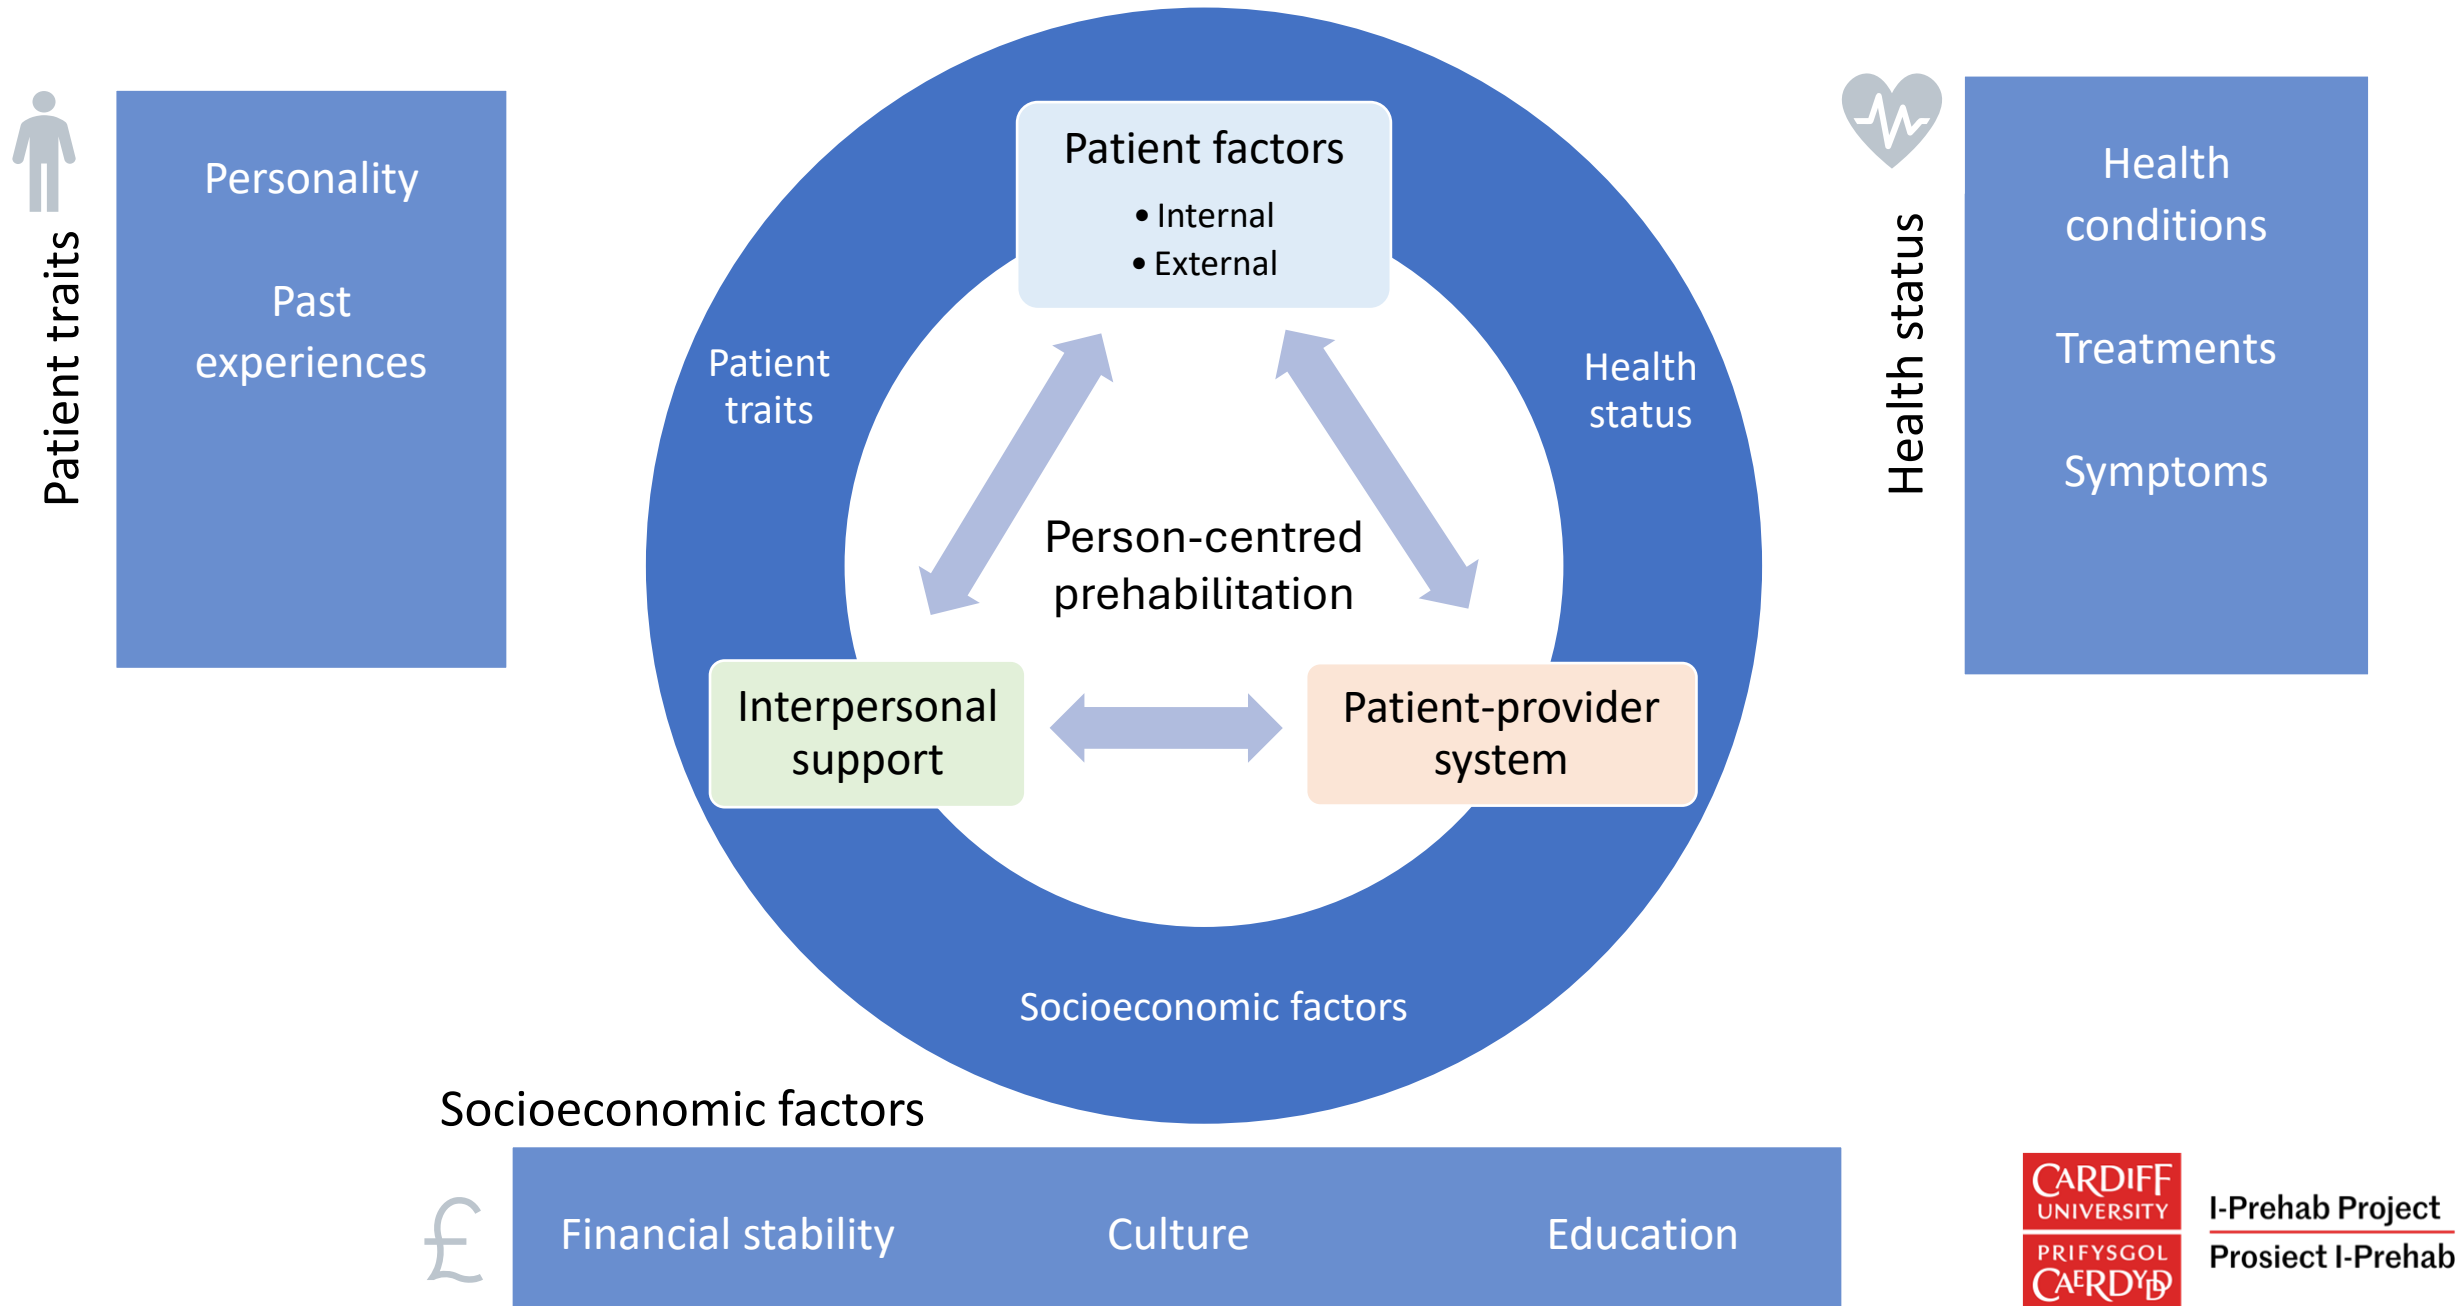 Patient traits
Personality
Past
experiences
Patient factors
• Internal
• External
Patient
traits
Health
status
Person-centred
prehabilitation
Interpersonal
support
Patient-provider
system
Socioeconomic factors
Health status
Health
conditions
Treatments
Symptoms
Socioeconomic factors
£
Financial stability
Culture
Education
CARDIFF
UNIVERSITY
PRIFYSGOL
CAERDYDD
I-Prehab Project
Prosiect I-Prehab